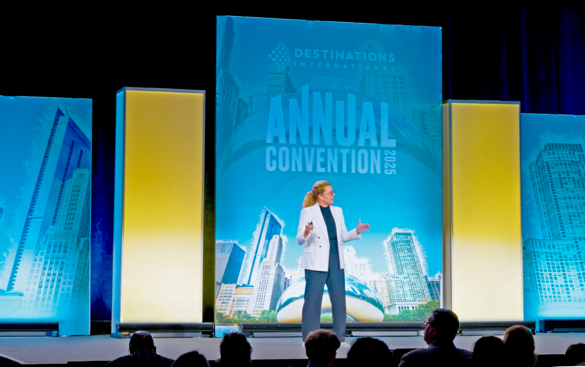 DESTINATIONS
INTERNATIONAL
ANNUAL
CONVENTION
2025